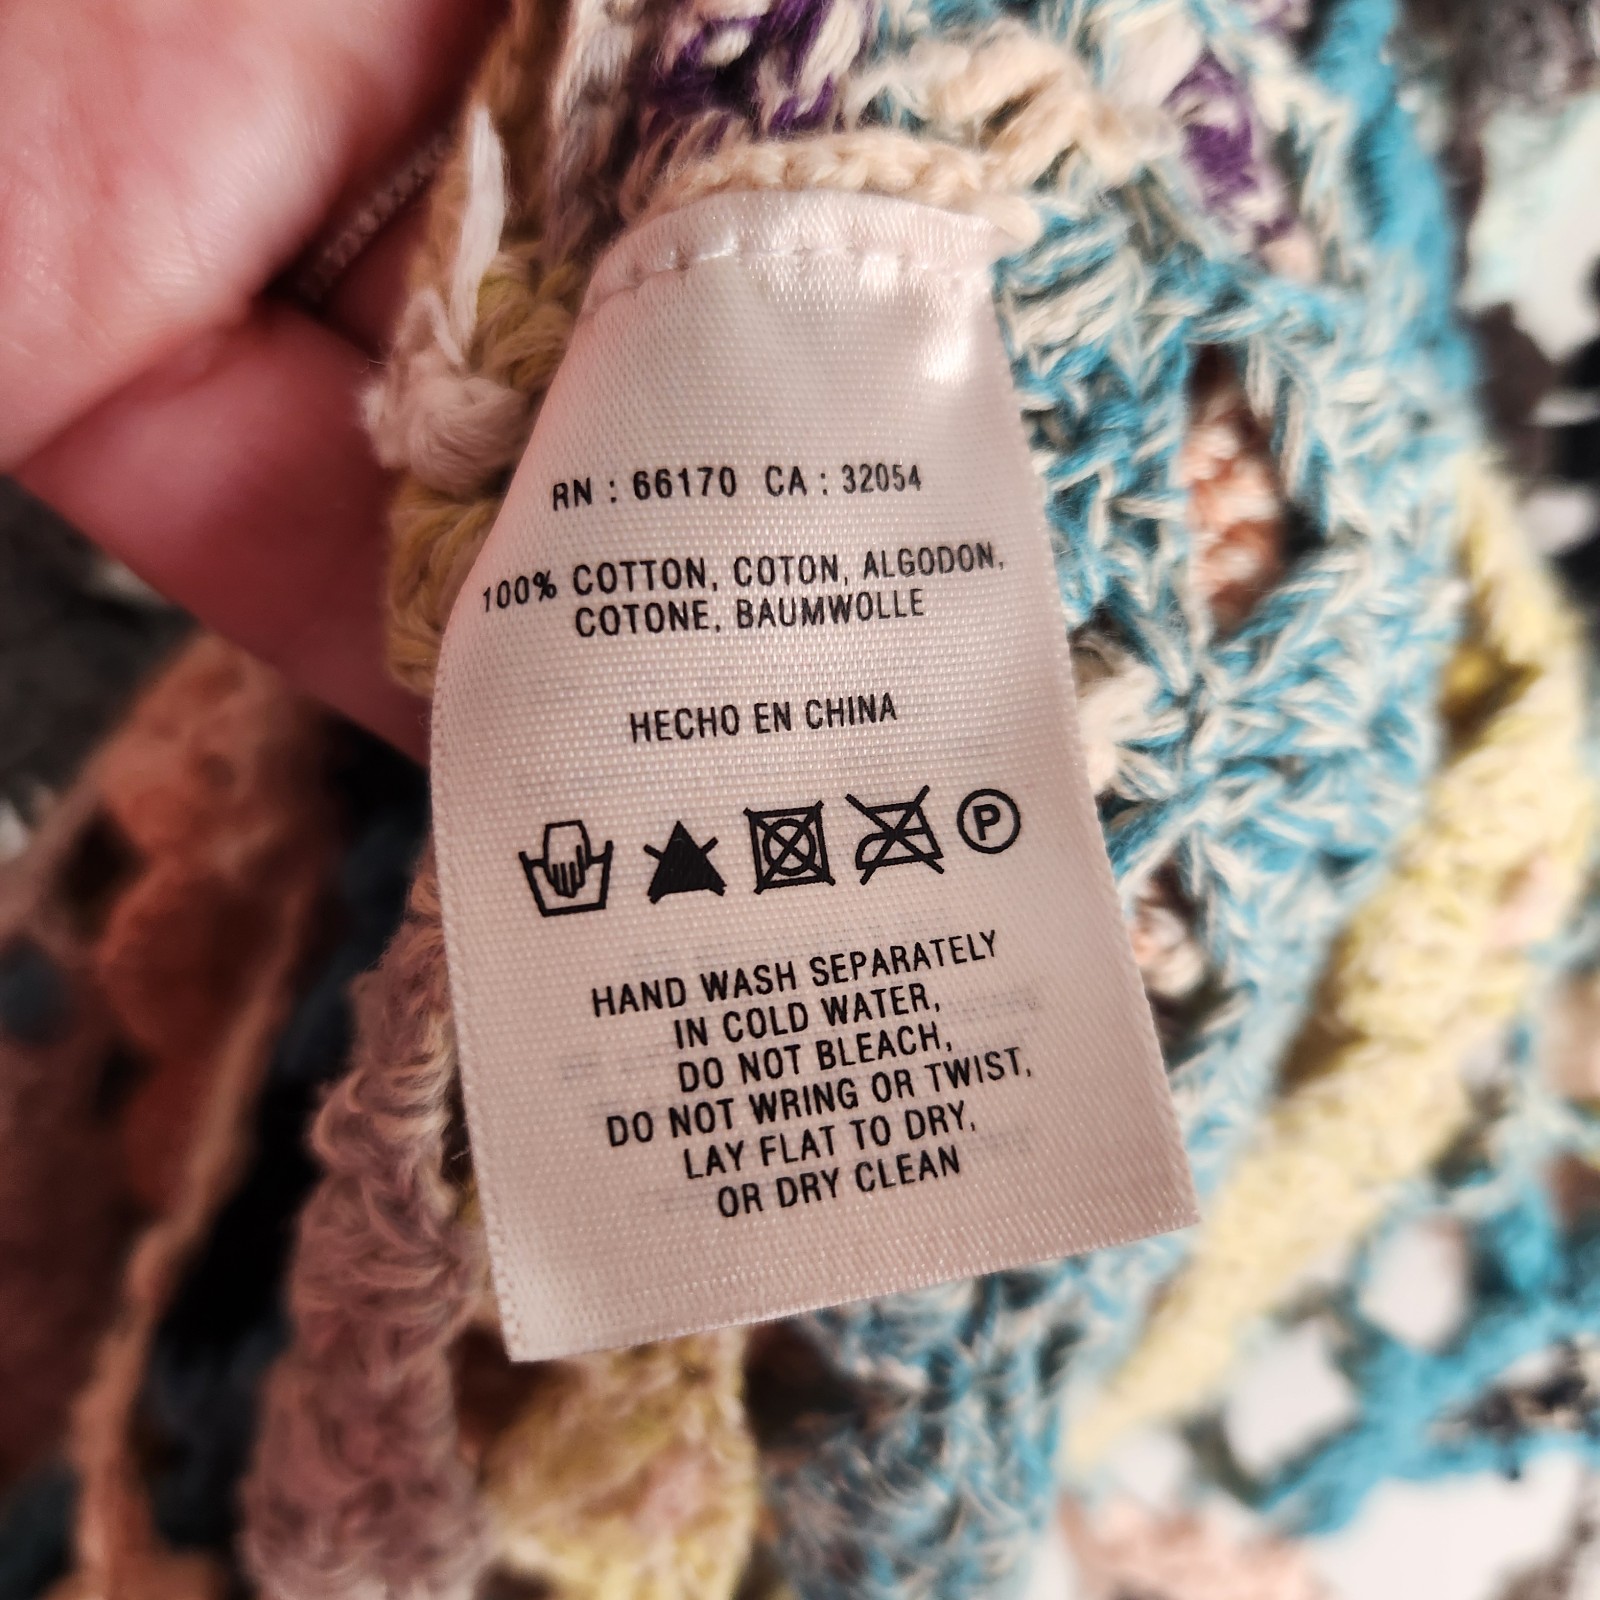 RN : 66170 CA : 32054
100% COTTON, COTON, ALGODON,
COTONE, BAUMWOLLE
HECHO EN CHINA
P
HAND WASH SEPARATELY
IN COLD WATER,
DO NOT BLEACH,
DO NOT WRING OR TWIST,
LAY FLAT TO DRY,
OR DRY CLEAN